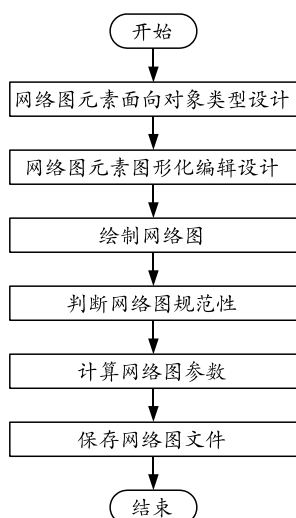 开始
网络图元素面向对象类型设计
网络图元素图形化编辑设计
绘制网络图
判断网络图规范性
计算网络图参数
保存网络图文件
结束